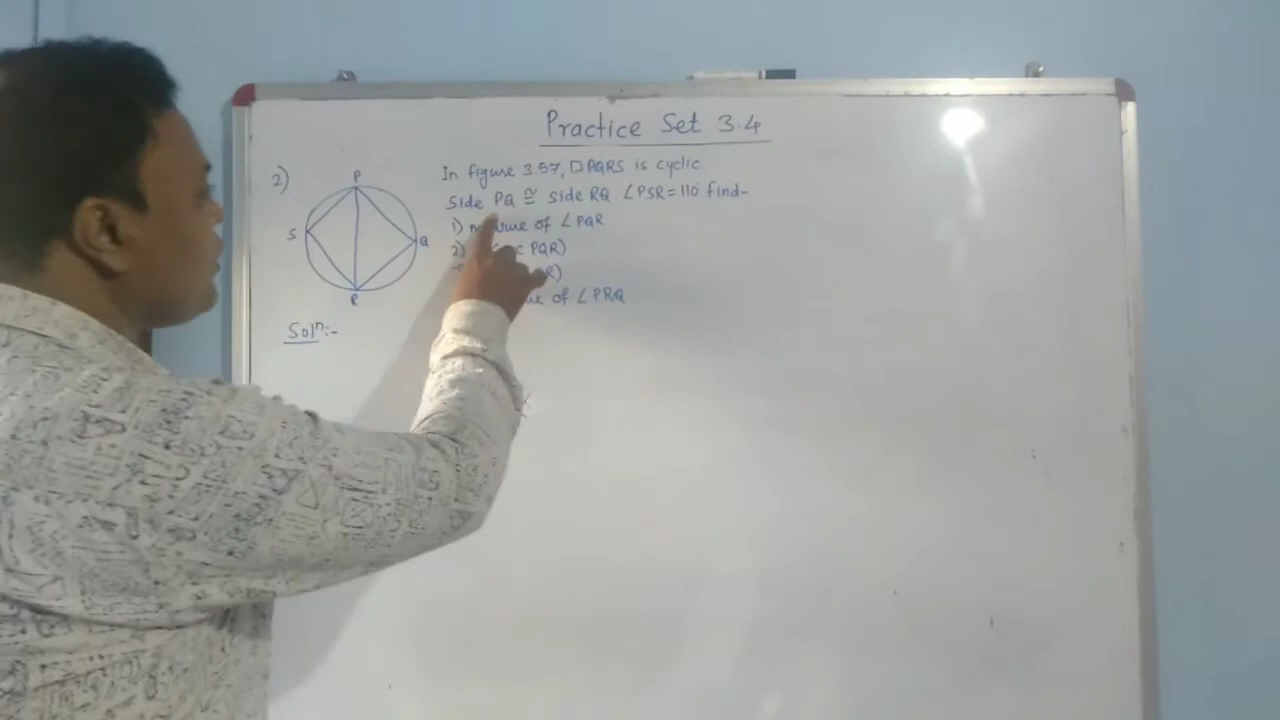 Practice Set 3.4
2)
In figure 3.57, □PQRS is cyclic
Side PQ ≅ side RQ ∠PSR = 110 find-
1) of ∠PQR
2) PQR)
R)
of ∠PRQ
P
S
Q
R
Solⁿ:-